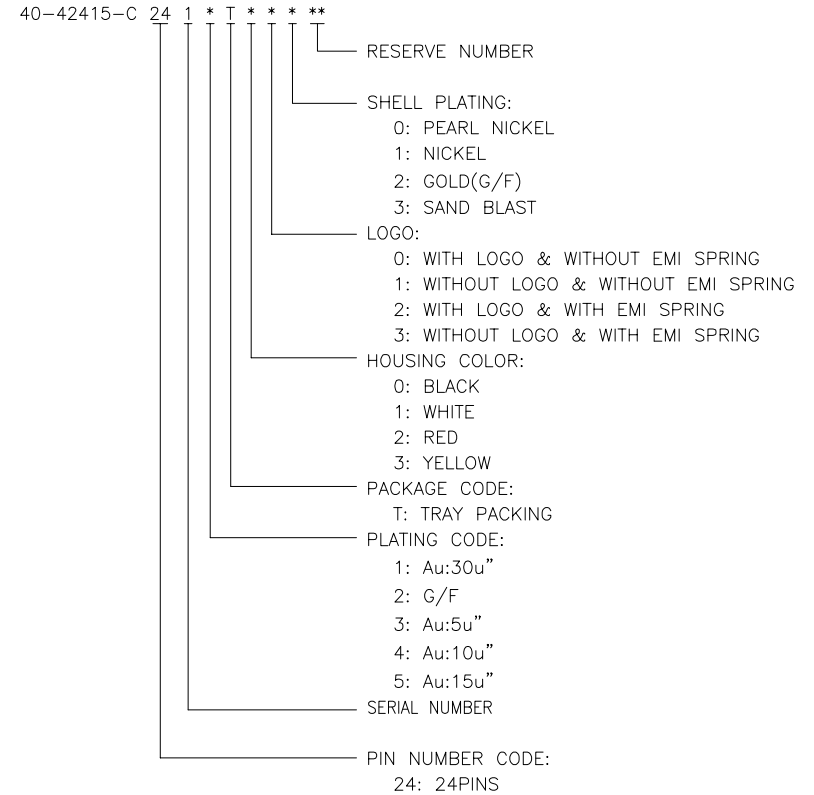 40-42415-C 24 1 * T * * * **
RESERVE NUMBER
SHELL PLATING:
0: PEARL NICKEL
1: NICKEL
2: GOLD(G/F)
3: SAND BLAST
LOGO:
0: WITH LOGO & WITHOUT EMI SPRING
1: WITHOUT LOGO & WITHOUT EMI SPRING
2: WITH LOGO & WITH EMI SPRING
3: WITHOUT LOGO & WITH EMI SPRING
HOUSING COLOR:
0: BLACK
1: WHITE
2: RED
3: YELLOW
PACKAGE CODE:
T: TRAY PACKING
PLATING CODE:
1: Au:30u”
2: G/F
3: Au:5u”
4: Au:10u”
5: Au:15u”
SERIAL NUMBER
PIN NUMBER CODE:
24: 24PINS